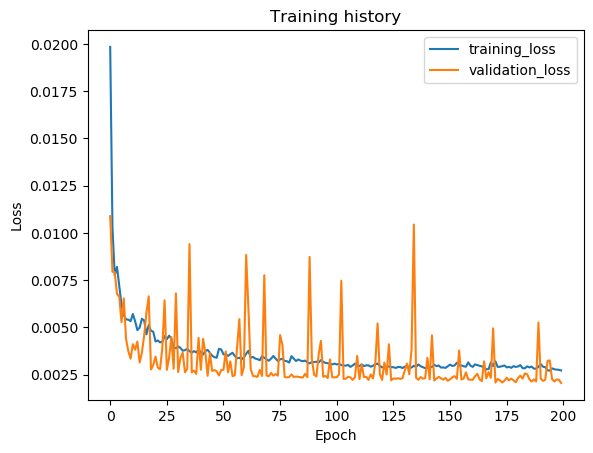 Training history
0.0200
0.0175
0.0150
0.0125
0.0100
0.0075
0.0050
0.0025
Loss
training_loss
validation_loss
0 25 50 75 100 125 150 175 200
Epoch